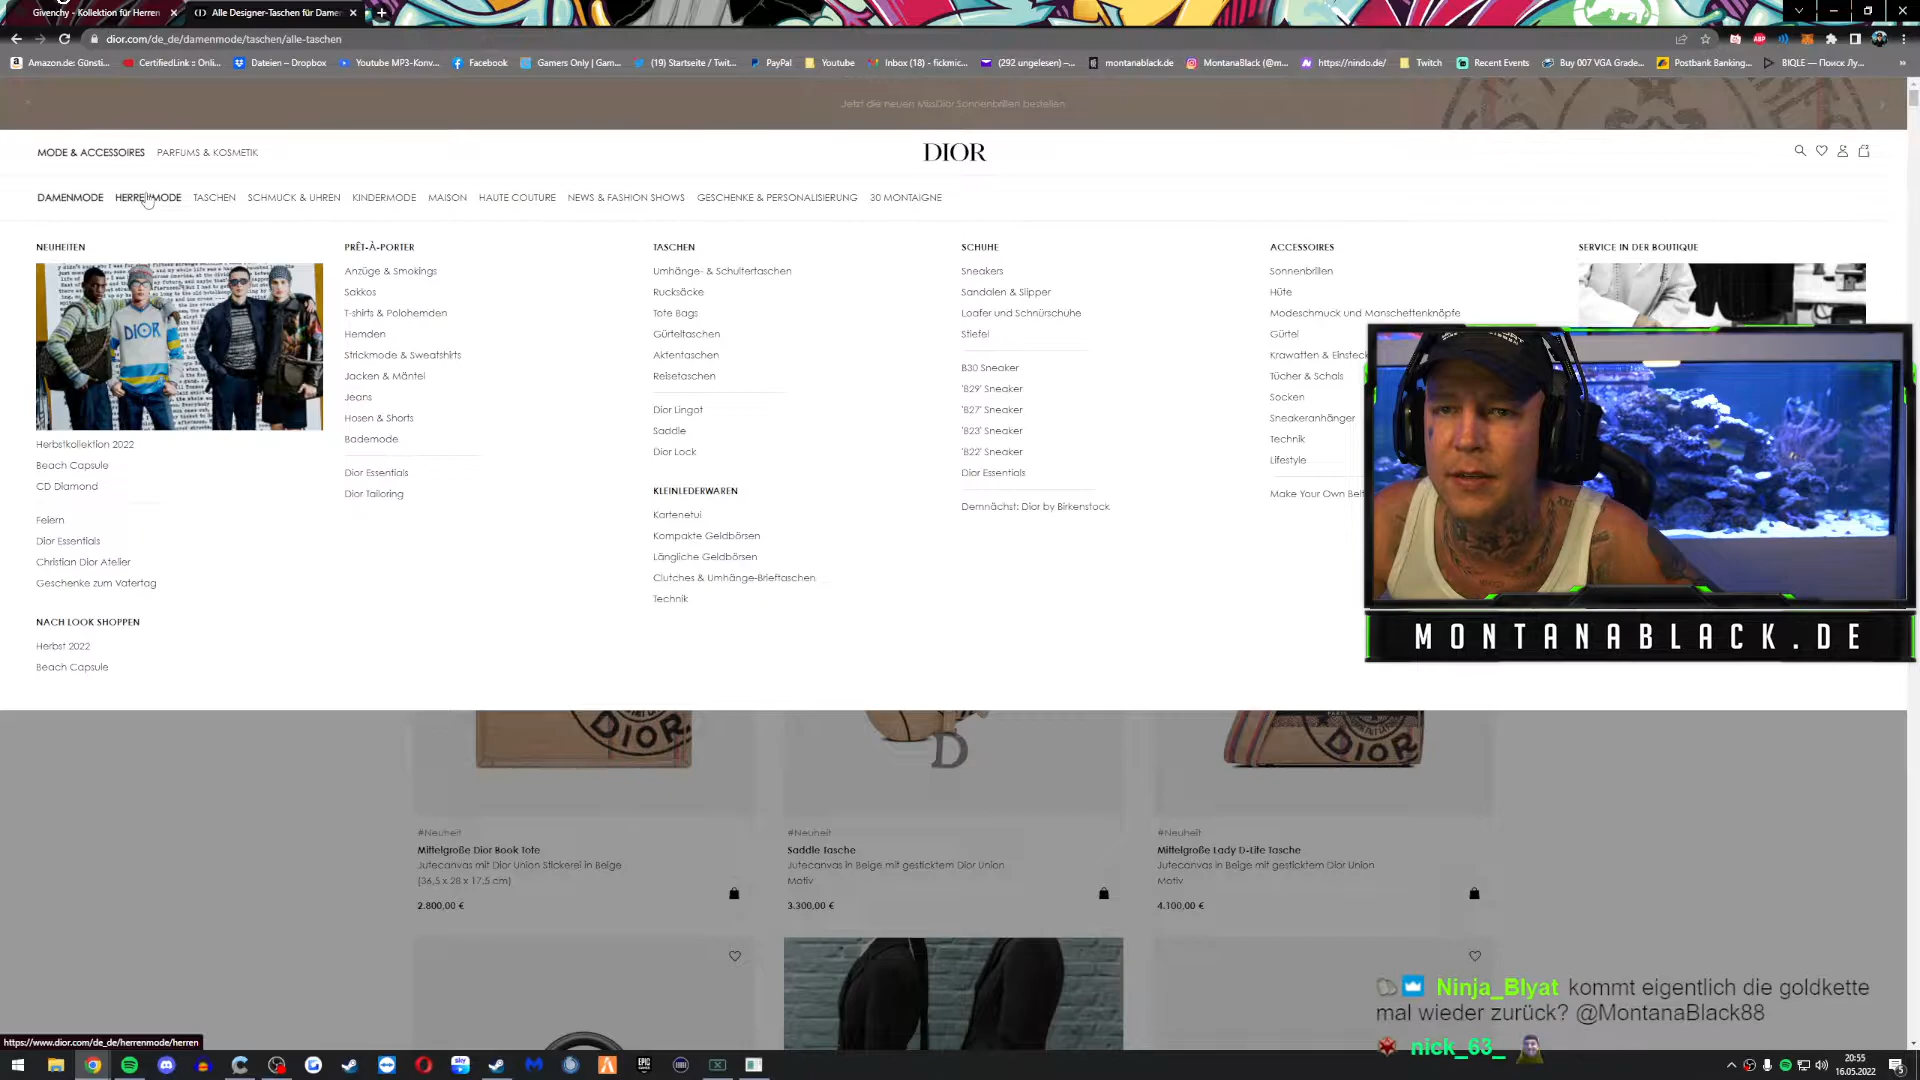 Givenchy - Kollektion für Herren
Alle Designer-Taschen für Damen
dior.com/de_de/damenmode/taschen/alle-taschen
Amazon.de: Günsti...
CertifiedLink :: Onli...
Dateien – Dropbox
Youtube MP3-Konv...
Facebook
Gamers Only | Gam...
(19) Startseite / Twit...
PayPal
Youtube
Inbox (18) - fickmic...
(292 ungelesen) –...
montanablack.de
MontanaBlack (@m...
https://nindo.de/
Twitch
Recent Events
Buy 007 VGA Grade...
Postbank Banking...
BIQLE — Поиск Лу...
Jetzt die neuen MissDior Sonnenbrillen bestellen
MODE & ACCESSOIRES
PARFUMS & KOSMETIK
DIOR
DAMENMODE
HERRENMODE
TASCHEN
SCHMUCK & UHREN
KINDERMODE
MAISON
HAUTE COUTURE
NEWS & FASHION SHOWS
GESCHENKE & PERSONALISIERUNG
30 MONTAIGNE
NEUHEITEN
DIOR
Herbstkollektion 2022
Beach Capsule
CD Diamond
Feiern
Dior Essentials
Christian Dior Atelier
Geschenke zum Vatertag
NACH LOOK SHOPPEN
Herbst 2022
Beach Capsule
PRÊT-À-PORTER
Anzüge & Smokings
Sakkos
T-shirts & Polohemden
Hemden
Strickmode & Sweatshirts
Jacken & Mäntel
Jeans
Hosen & Shorts
Bademode
Dior Essentials
Dior Tailoring
TASCHEN
Umhänge- & Schultertaschen
Rucksäcke
Tote Bags
Gürteltaschen
Aktentaschen
Reisetaschen
Dior Lingot
Saddle
Dior Lock
KLEINLEDERWAREN
Kartenetui
Kompakte Geldbörsen
Längliche Geldbörsen
Clutches & Umhänge-Brieftaschen
Technik
SCHUHE
Sneakers
Sandalen & Slipper
Loafer und Schnürschuhe
Stiefel
B30 Sneaker
'B29' Sneaker
'B27' Sneaker
'B23' Sneaker
'B22' Sneaker
Dior Essentials
Demnächst: Dior by Birkenstock
ACCESSOIRES
Sonnenbrillen
Hüte
Modeschmuck und Manschettenknöpfe
Gürtel
Krawatten & Einsteck
Tücher & Schals
Socken
Sneakeranhänger
Technik
Lifestyle
Make Your Own Belt
SERVICE IN DER BOUTIQUE
MONTANABLACK.DE
DIOR
D
DIOR
#Neuheit
Mittelgroße Dior Book Tote
Jutecanvas mit Dior Union Stickerei in Beige
(36,5 x 28 x 17,5 cm)
2.800,00 €
#Neuheit
Saddle Tasche
Jutecanvas in Beige mit gesticktem Dior Union
Motiv
3.300,00 €
#Neuheit
Mittelgroße Lady D-Lite Tasche
Jutecanvas in Beige mit gesticktem Dior Union
Motiv
4.100,00 €
Ninja_Blyat kommt eigentlich die goldkette
mal wieder zurück? @MontanaBlack88
nick_63_
https://www.dior.com/de_de/herrenmode/herren
20:55
16.05.2022